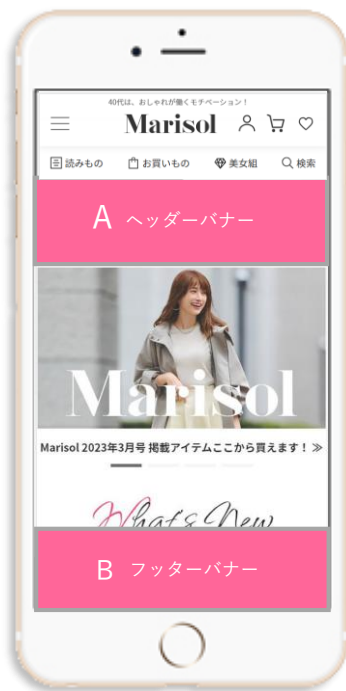 40代は、おしゃれが働くモチベーション！
Marisol
読みもの お買いもの 美女組 検索
A ヘッダーバナー
Marisol
Marisol 2023年3月号 掲載アイテムここから買えます！ ≫
What's New
B フッターバナー